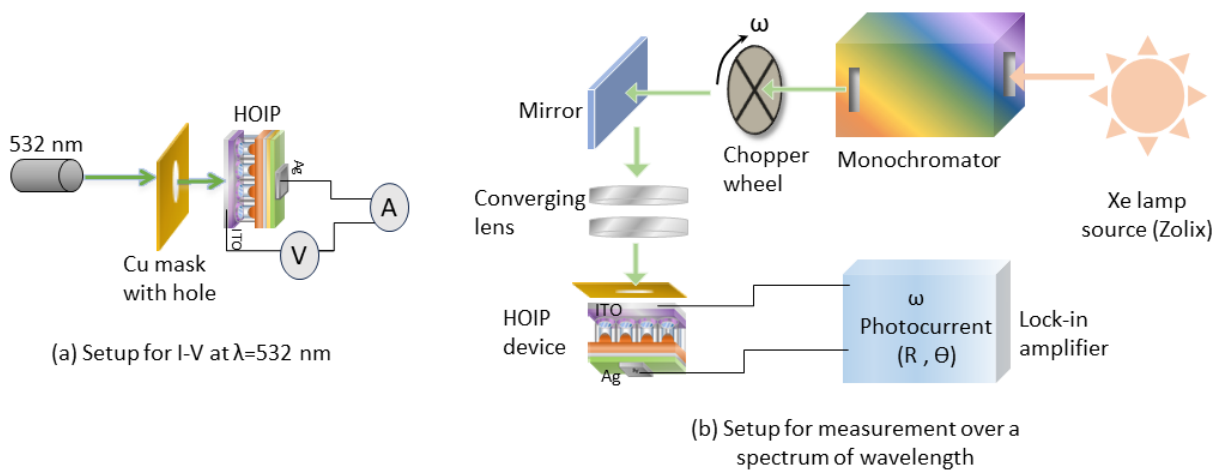 532 nm
HOIP
Ag
ITO
A
V
Cu mask
with hole
(a) Setup for I-V at λ=532 nm
ω
Mirror
Chopper
wheel
Monochromator
Xe lamp
source (Zolix)
Converging
lens
HOIP
device
ITO
Ag
Ag
ω
Photocurrent
(R , Θ)
Lock-in
amplifier
(b) Setup for measurement over a
spectrum of wavelength